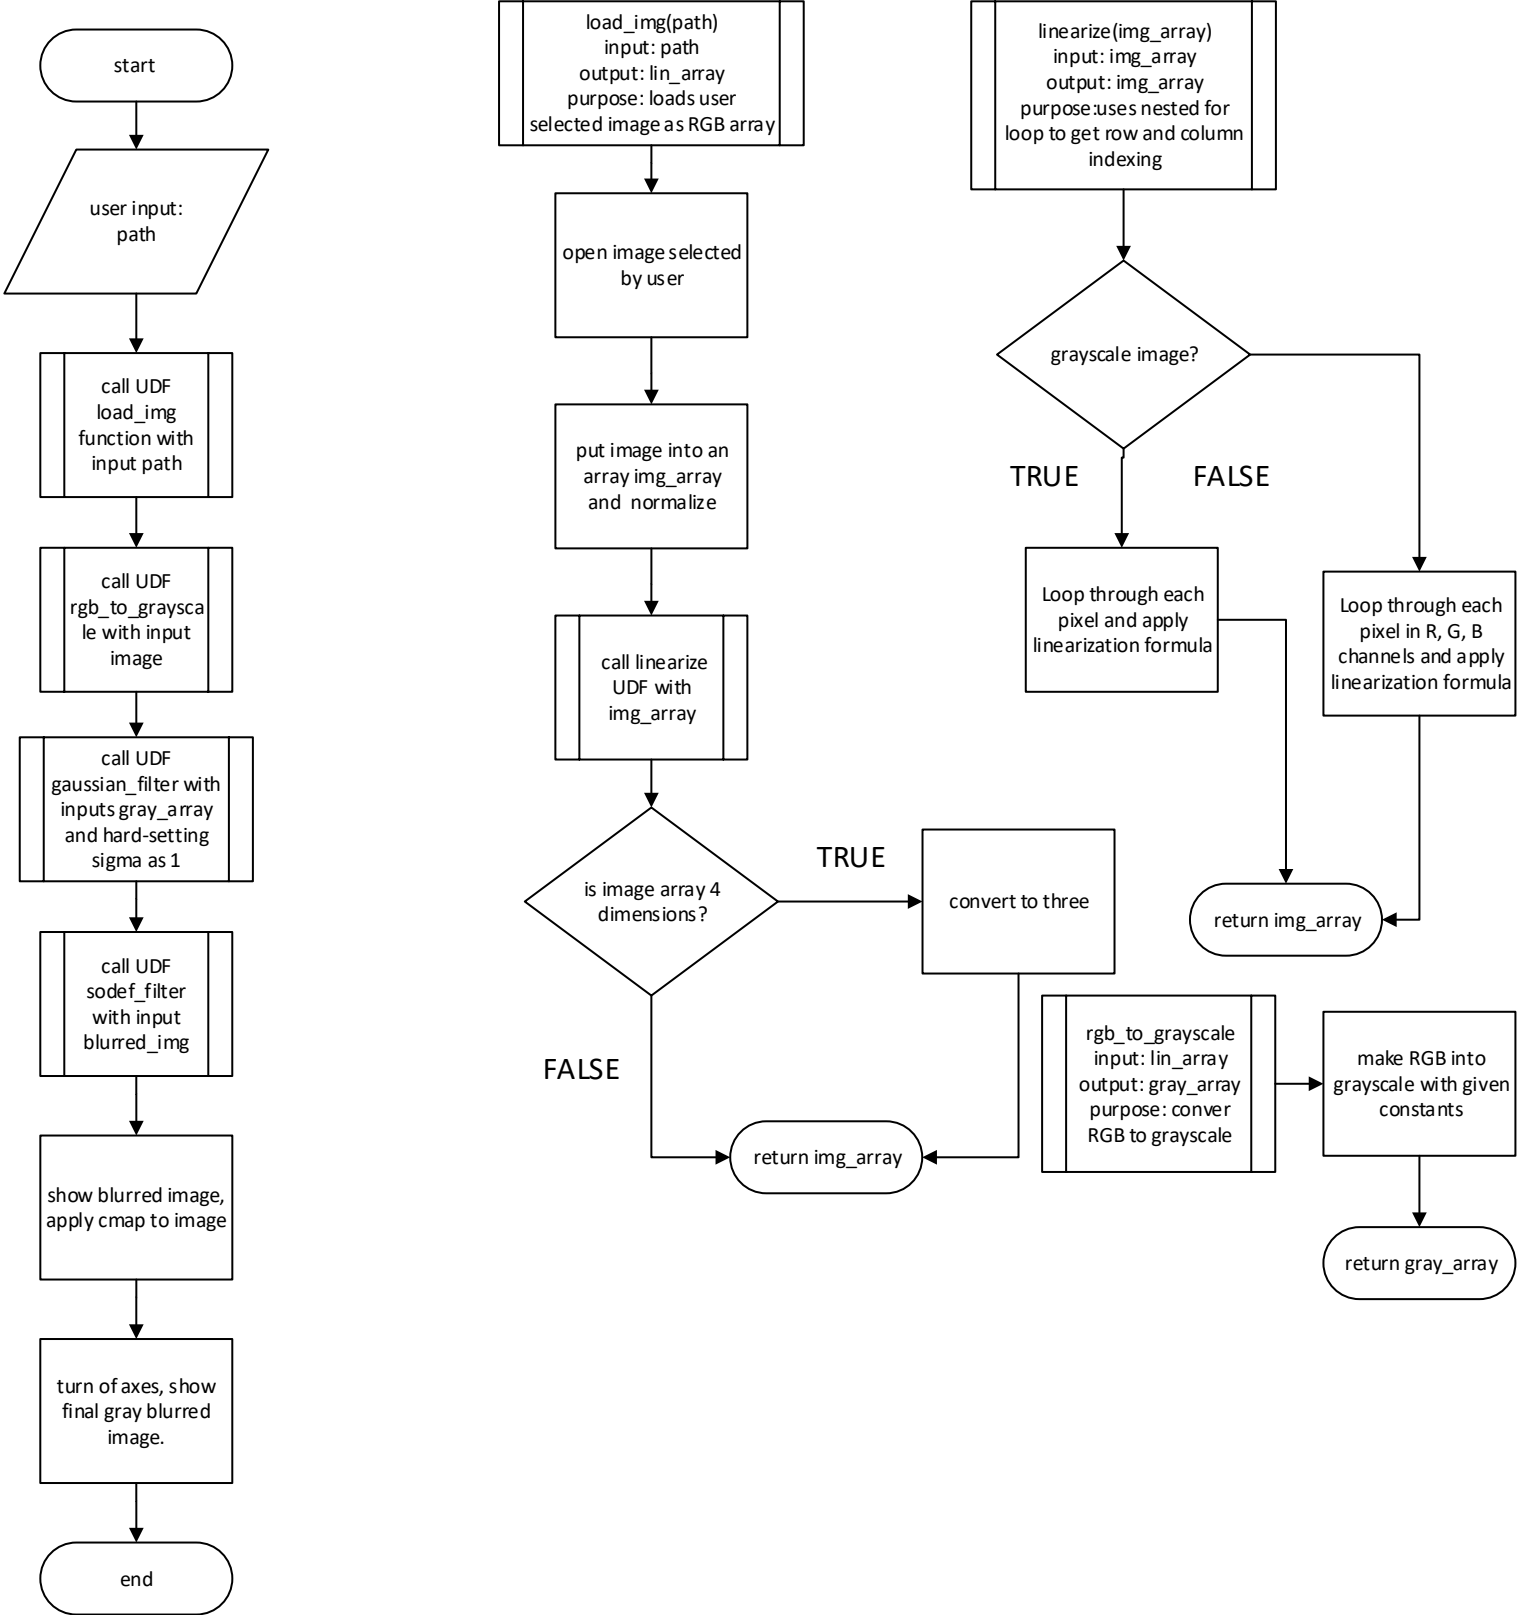 start
user input:
path
call UDF
load_img
function with
input path
call UDF
rgb_to_graysca
le with input
image
call UDF
gaussian_filter with
inputs gray_array
and hard-setting
sigma as 1
call UDF
sodef_filter
with input
blurred_img
show blurred image,
apply cmap to image
turn of axes, show
final gray blurred
image.
end
load_img(path)
input: path
output: lin_array
purpose: loads user
selected image as RGB array
open image selected
by user
put image into an
array img_array
and normalize
call linearize
UDF with
img_array
is image array 4
dimensions?
TRUE
convert to three
FALSE
return img_array
linearize(img_array)
input: img_array
output: img_array
purpose:uses nested for
loop to get row and column
indexing
grayscale image?
TRUE
FALSE
Loop through each
pixel and apply
linearization formula
Loop through each
pixel in R, G, B
channels and apply
linearization formula
return img_array
rgb_to_grayscale
input: lin_array
output: gray_array
purpose: conver
RGB to grayscale
make RGB into
grayscale with given
constants
return gray_array